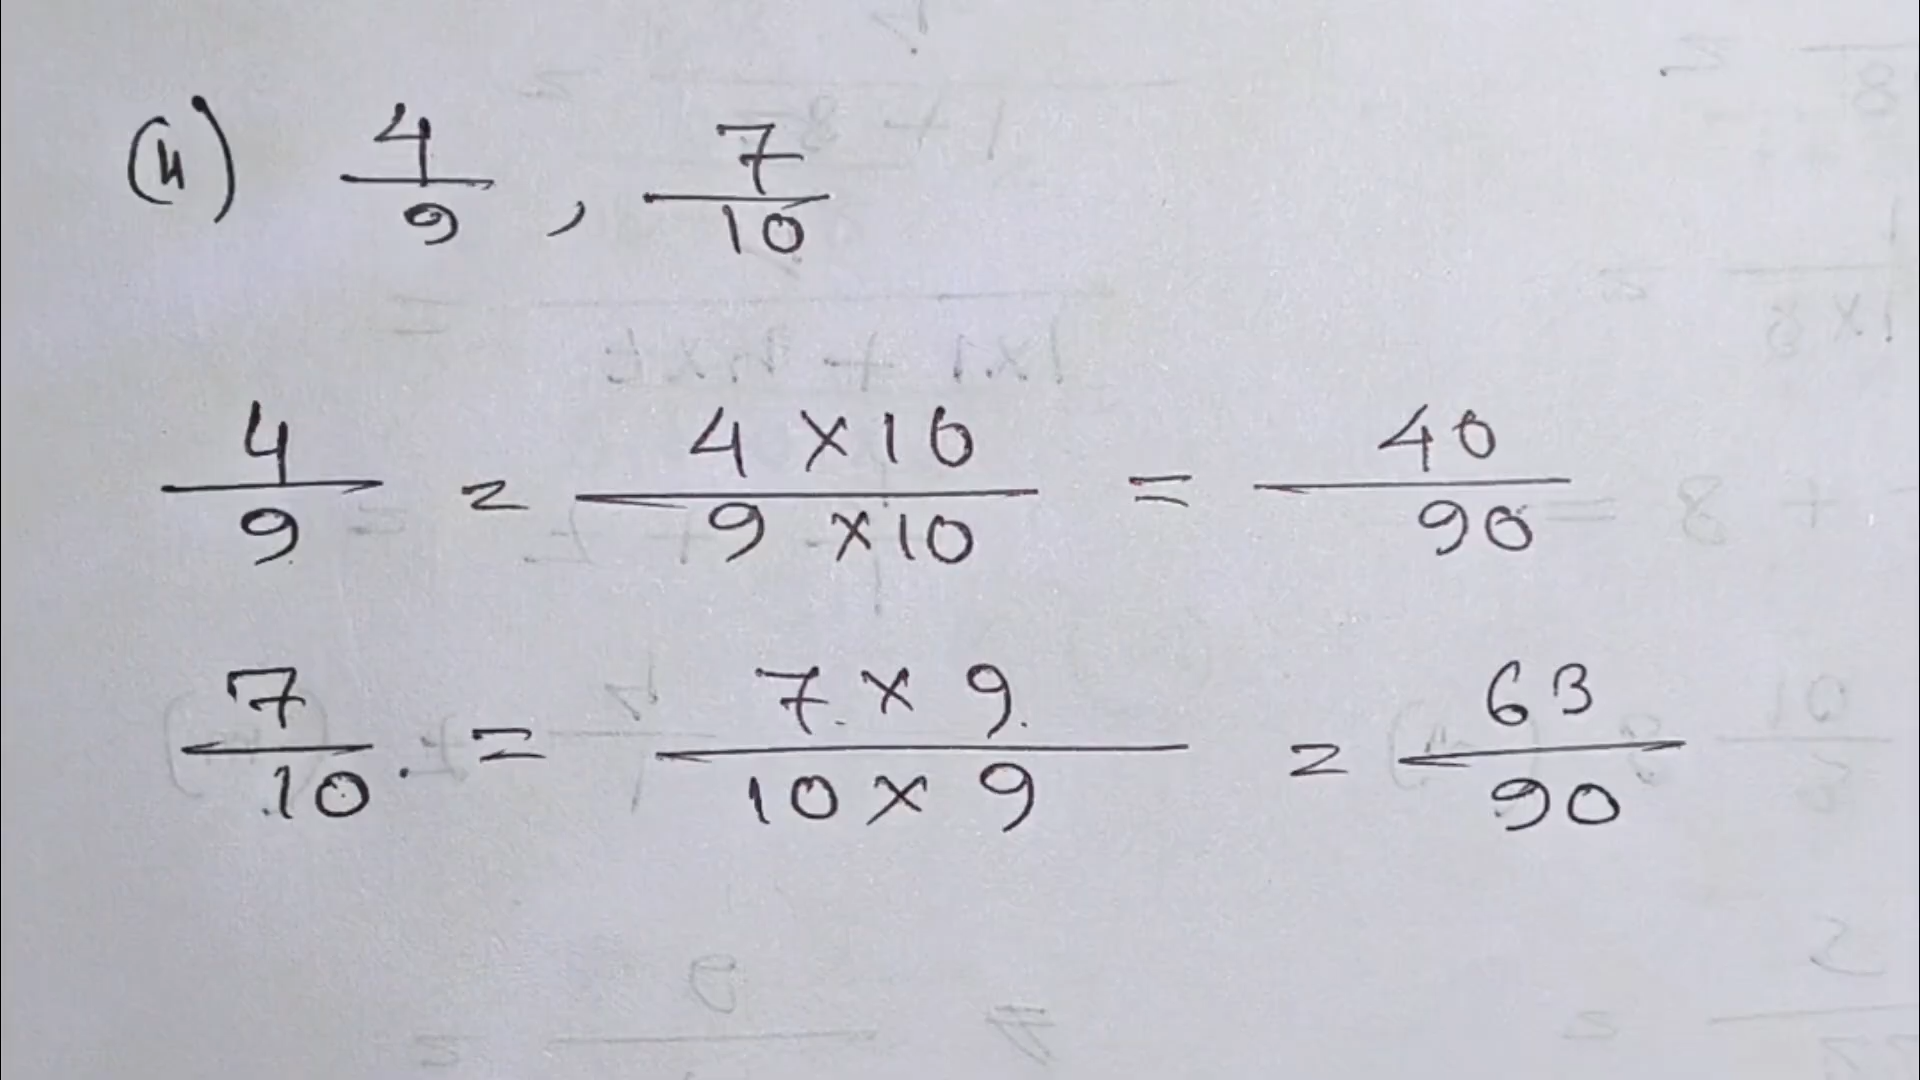 (4) 4/9 , 7/10
4/9 = 4 × 10 / 9 × 10 = 40/90
7/10 = 7 × 9 / 10 × 9 = 63/90